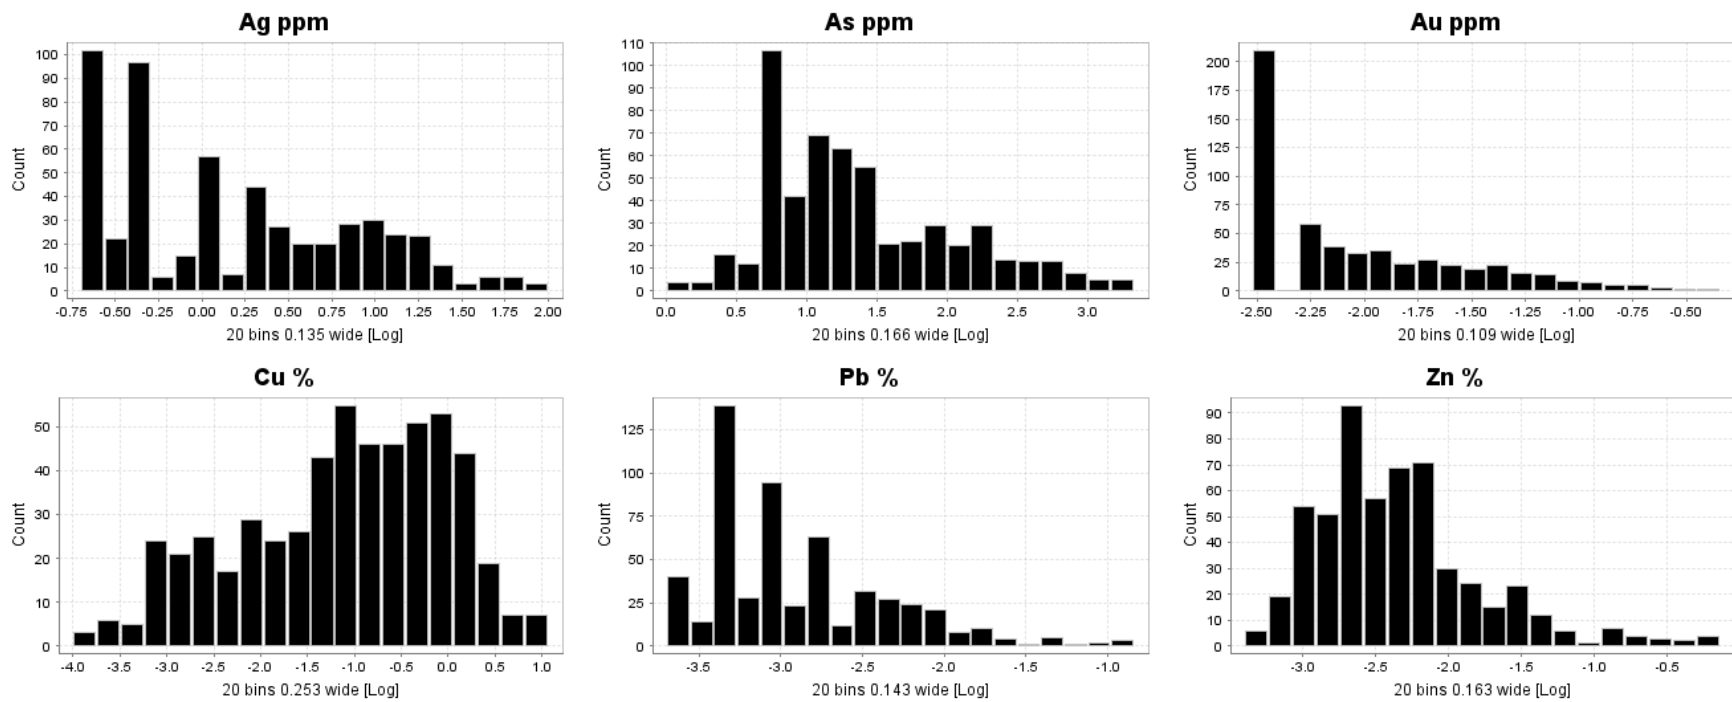 Ag ppm
100
90
80
70
60
50
40
30
20
10
0
Count
-0.75 -0.50 -0.25 0.00 0.25 0.50 0.75 1.00 1.25 1.50 1.75 2.00
20 bins 0.135 wide [Log]
As ppm
110
100
90
80
70
60
50
40
30
20
10
0
Count
0.0 0.5 1.0 1.5 2.0 2.5 3.0
20 bins 0.166 wide [Log]
Au ppm
200
175
150
125
100
75
50
25
0
Count
-2.50 -2.25 -2.00 -1.75 -1.50 -1.25 -1.00 -0.75 -0.50
20 bins 0.109 wide [Log]
Cu %
50
40
30
20
10
0
Count
-4.0 -3.5 -3.0 -2.5 -2.0 -1.5 -1.0 -0.5 0.0 0.5 1.0
20 bins 0.253 wide [Log]
Pb %
125
100
75
50
25
0
Count
-3.5 -3.0 -2.5 -2.0 -1.5 -1.0
20 bins 0.143 wide [Log]
Zn %
90
80
70
60
50
40
30
20
10
0
Count
-3.0 -2.5 -2.0 -1.5 -1.0 -0.5
20 bins 0.163 wide [Log]